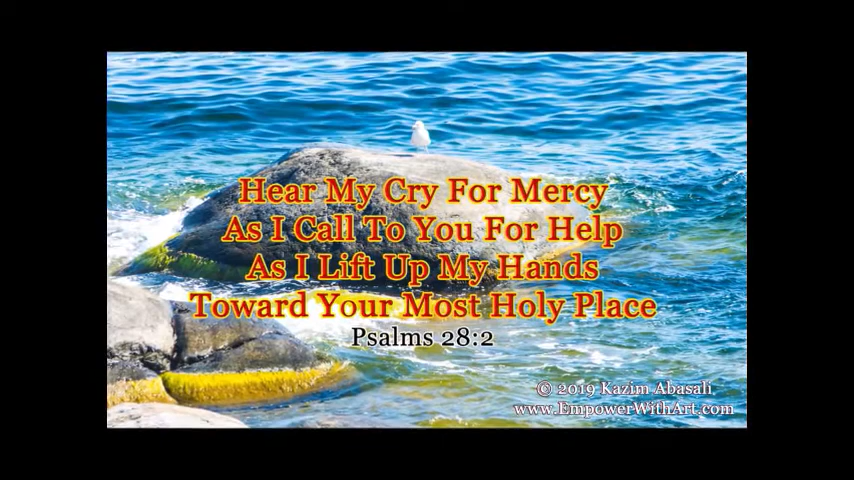 Hear My Cry For Mercy
As I Call To You For Help
As I Lift Up My Hands
Toward Your Most Holy Place
Psalms 28:2
© 2019 Kazim Abasali
www.EmpowerWithArt.com